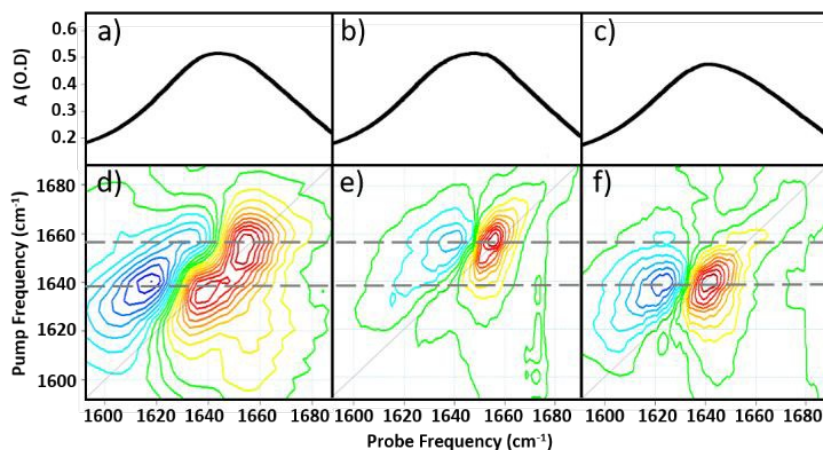 a)
b)
c)
A (O.D)
0.6
0.5
0.4
0.3
0.2
d)
e)
f)
Pump Frequency (cm⁻¹)
1680
1660
1640
1620
1600
1600 1620 1640 1660 1680
1600 1620 1640 1660 1680
1600 1620 1640 1660 1680
Probe Frequency (cm⁻¹)